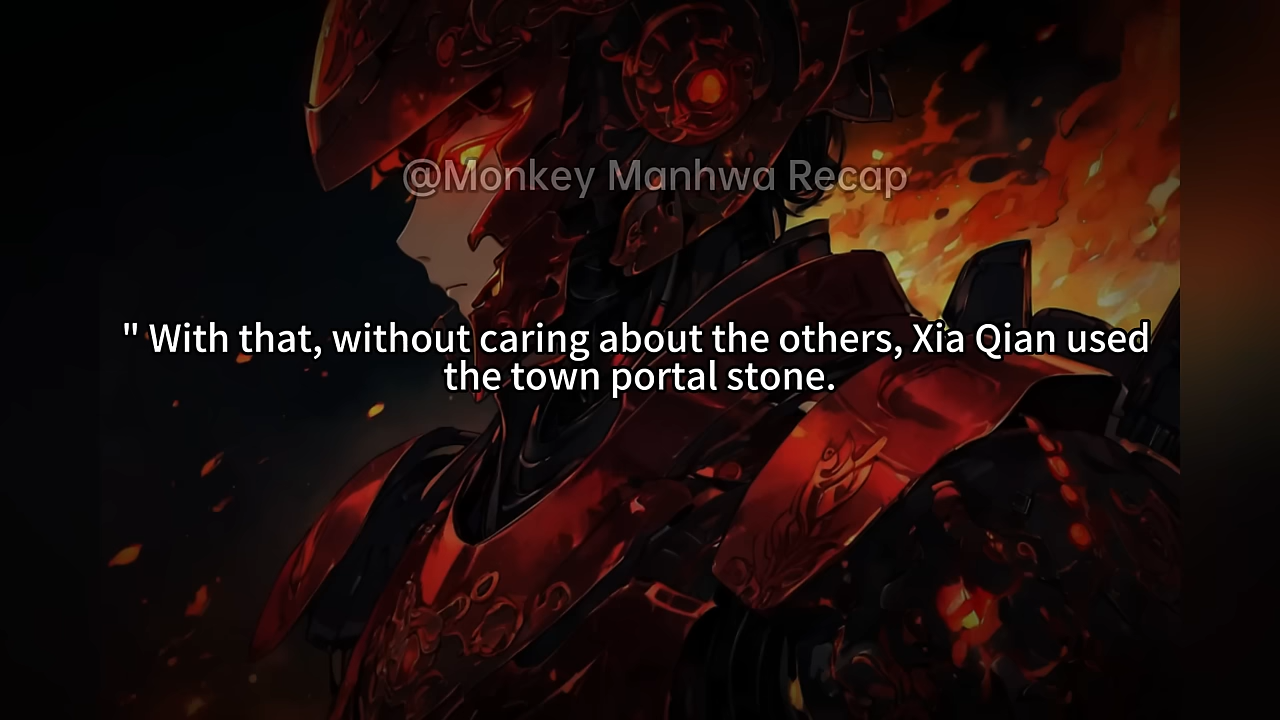 @Monkey Manhwa Recap
" With that, without caring about the others, Xia Qian used
the town portal stone.